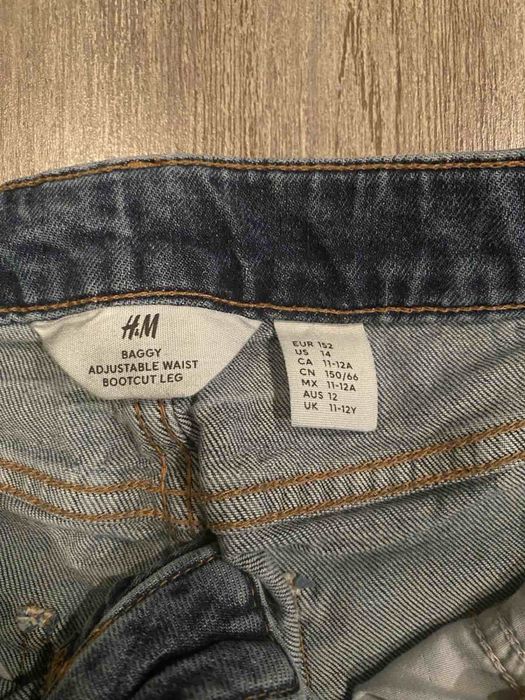 H&M
BAGGY
ADJUSTABLE WAIST
BOOTCUT LEG
EUR 152
US 14
CA 11-12A
CN 150/66
MX 11-12A
AUS 12
UK 11-12Y